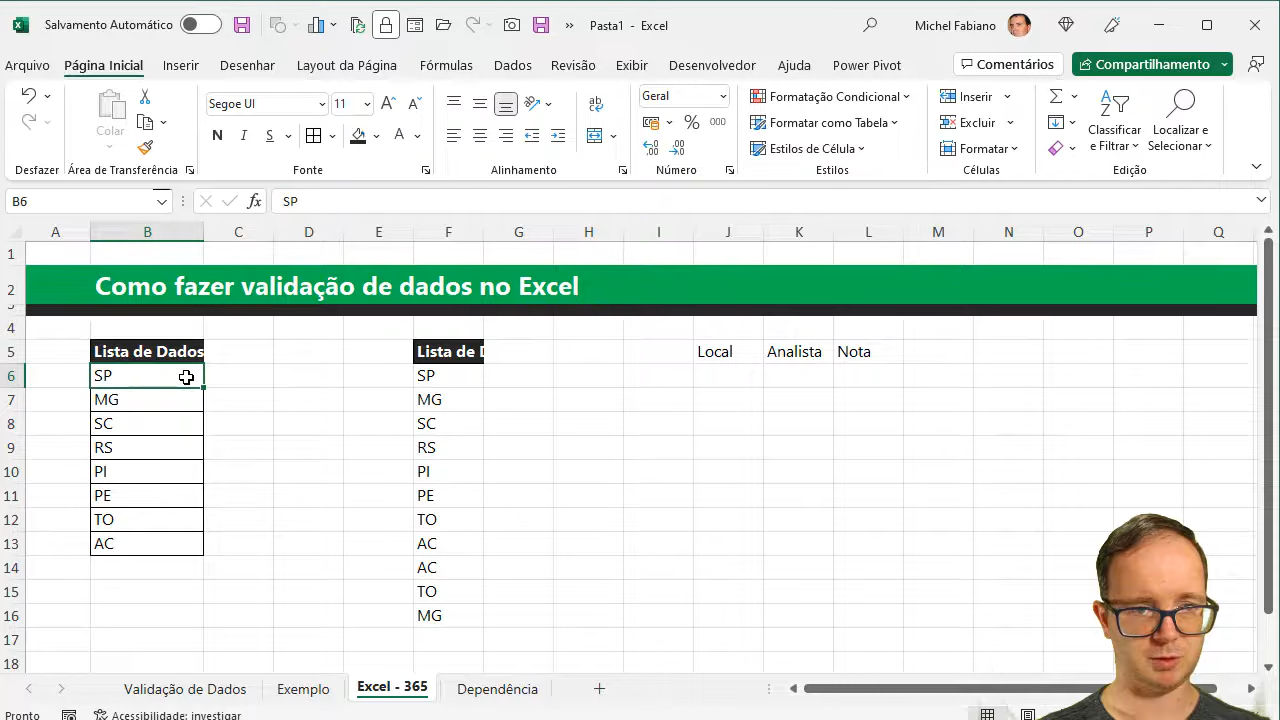 Salvamento Automático
Pasta1 - Excel
Michel Fabiano
Arquivo Página Inicial Inserir Desenhar Layout da Página Fórmulas Dados Revisão Exibir Desenvolvedor Ajuda Power Pivot
Comentários Compartilhamento
Colar
Segoe UI 11
N I S
A
ab
Geral
% 000
Formatação Condicional
Formatar como Tabela
Estilos de Célula
Inserir
Excluir
Formatar
Classificar e Filtrar
Localizar e Selecionar
Desfazer Área de Transferência Fonte Alinhamento Número Estilos Células Edição
B6 fx SP
A B C D E F G H I J K L M N O P Q
1
2 Como fazer validação de dados no Excel
3
4
5 Lista de Dados Lista de D Local Analista Nota
6 SP SP
7 MG MG
8 SC SC
9 RS RS
10 PI PI
11 PE PE
12 TO TO
13 AC AC
14 AC
15 TO
16 MG
17
18
Validação de Dados Exemplo Excel - 365 Dependência
Pronto Acessibilidade: investigar